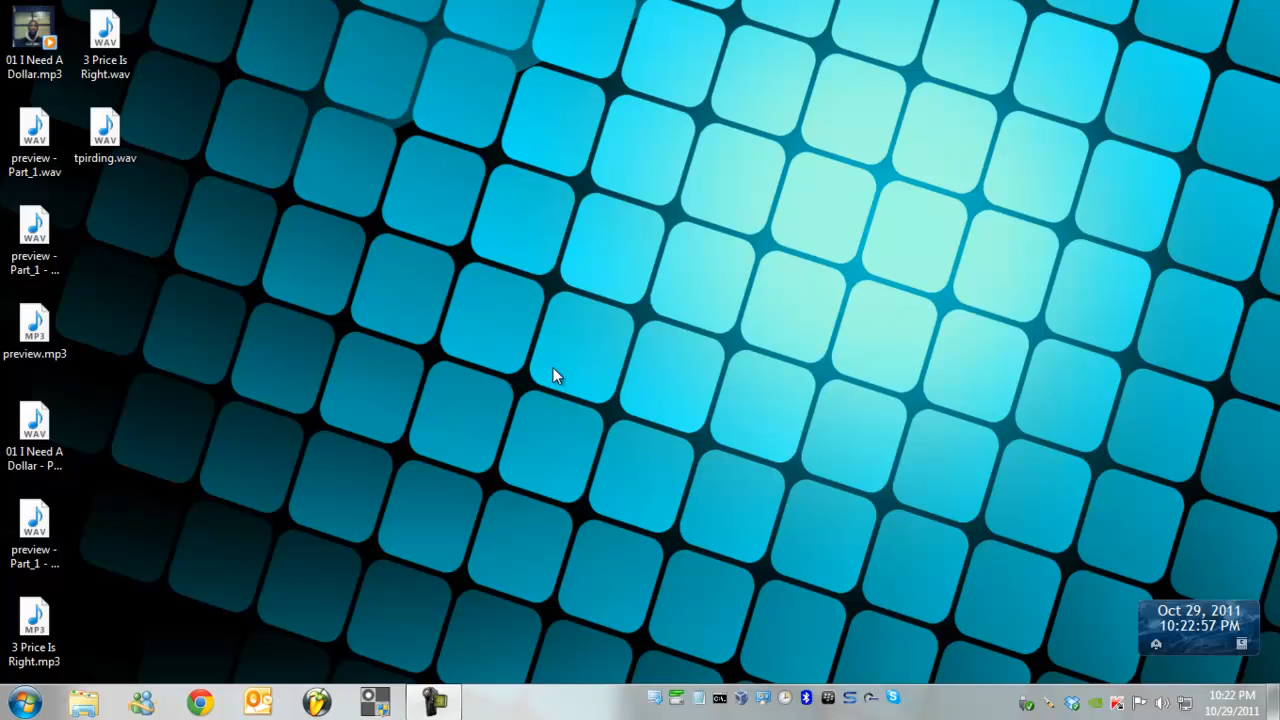 01 I Need A
Dollar.mp3
WAV
3 Price Is
Right.wav
WAV
preview -
Part_1.wav
WAV
tpirding.wav
WAV
preview -
Part_1 - ...
MP3
preview.mp3
WAV
01 I Need A
Dollar - P...
WAV
preview -
Part_1 - ...
MP3
3 Price Is
Right.mp3
Oct 29, 2011
10:22:57 PM
10:22 PM
10/29/2011